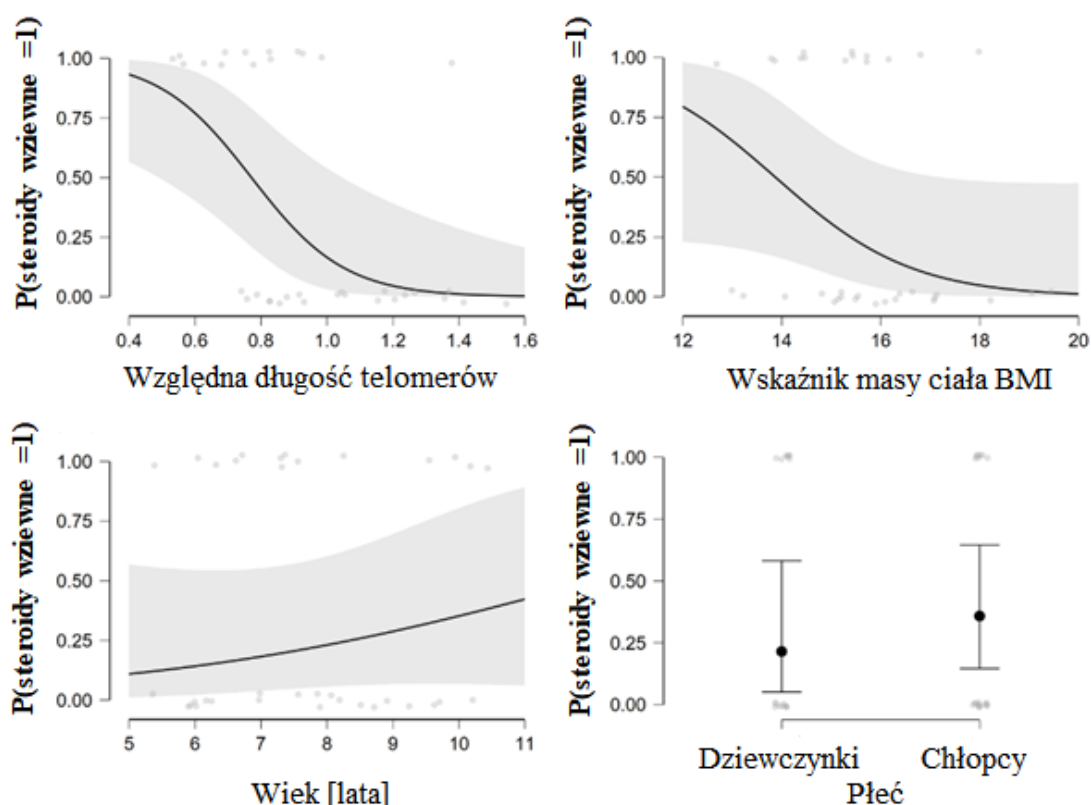 P(steroidy wziewne =1)
1.00
0.75
0.50
0.25
0.00
0.4 0.6 0.8 1.0 1.2 1.4 1.6
Względna długość telomerów
P(steroidy wziewne =1)
1.00
0.75
0.50
0.25
0.00
12 14 16 18 20
Wskaźnik masy ciała BMI
P(steroidy wziewne =1)
1.00
0.75
0.50
0.25
0.00
5 6 7 8 9 10 11
Wiek [lata]
P(steroidy wziewne =1)
1.00
0.75
0.50
0.25
0.00
Dziewczynki Chłopcy
Płeć